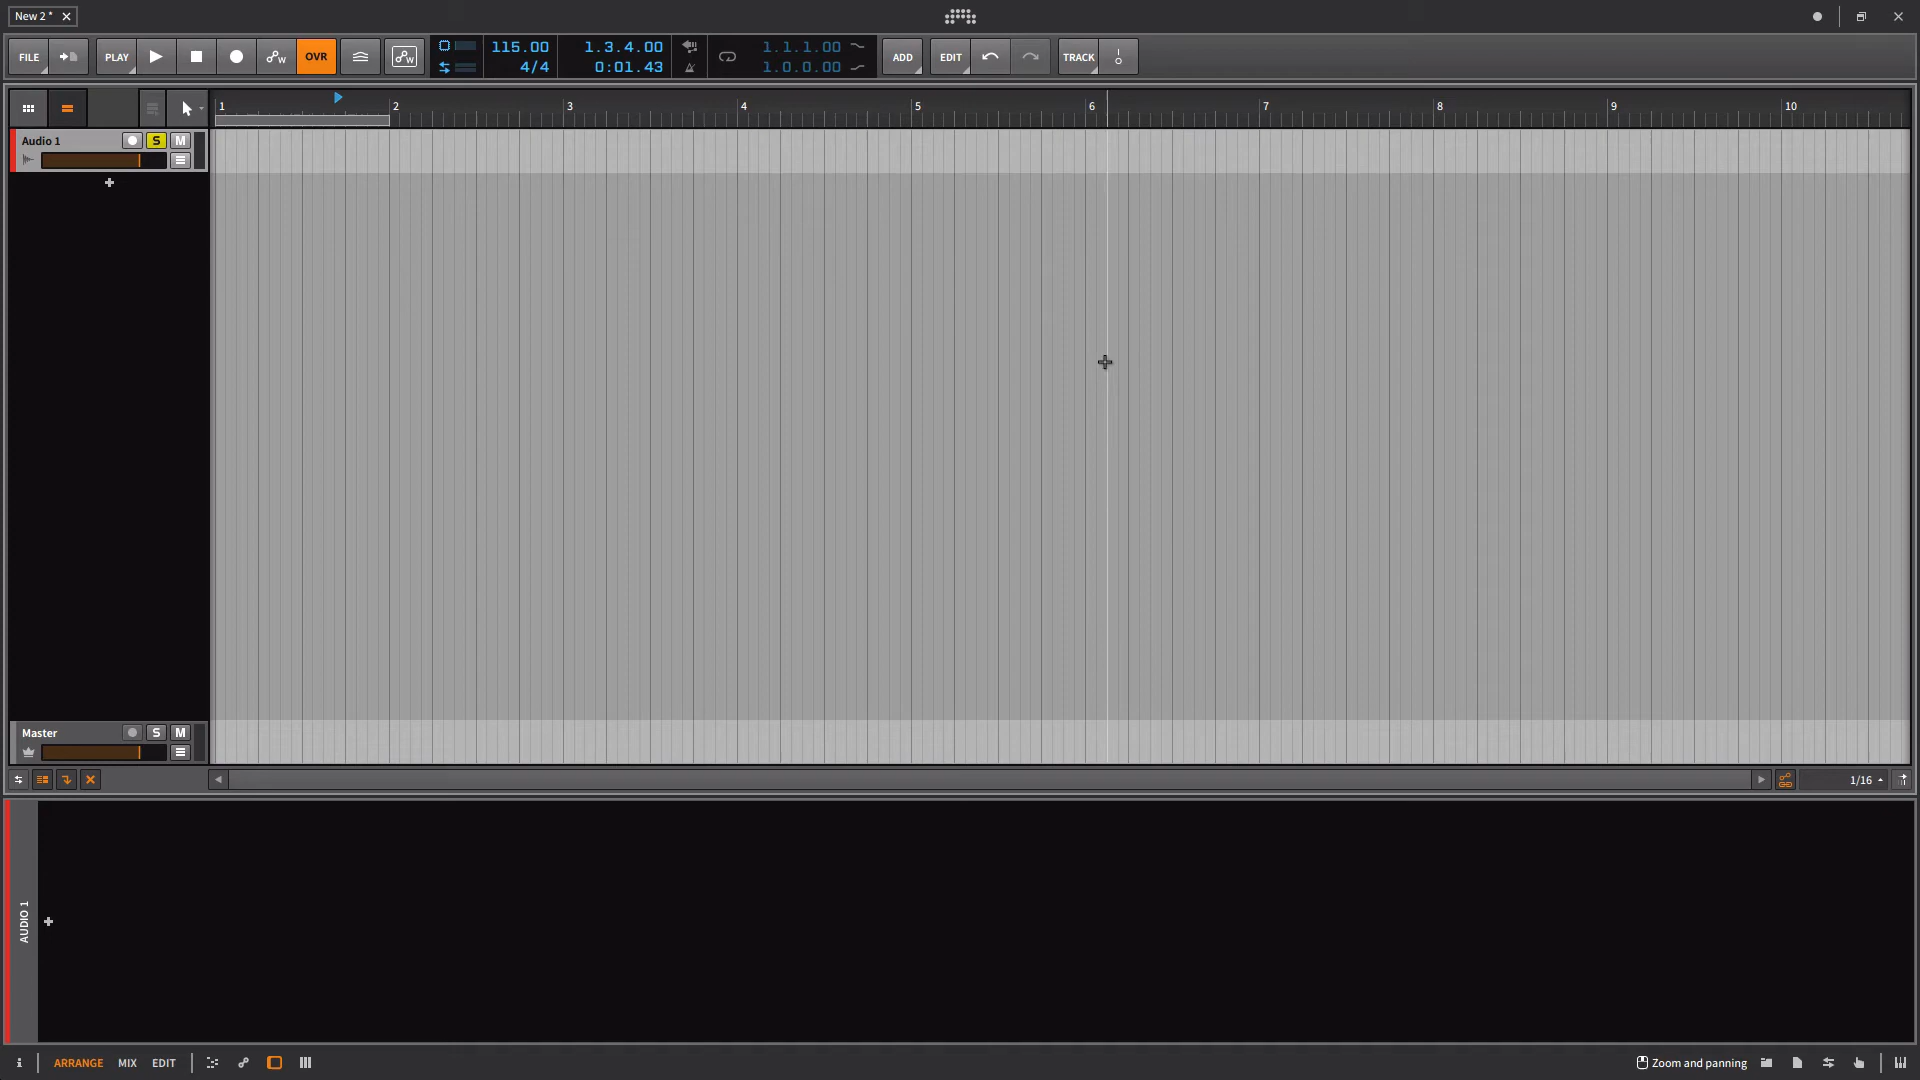 New 2 *
FILE
PLAY
OVR
115.00
4/4
1.3.4.00
0:01.43
1.1.1.00
1.0.0.00
ADD
EDIT
TRACK
1 2 3 4 5 6 7 8 9 10
Audio 1
S M
Master
S M
1/16
AUDIO 1
i
ARRANGE
MIX
EDIT
Zoom and panning